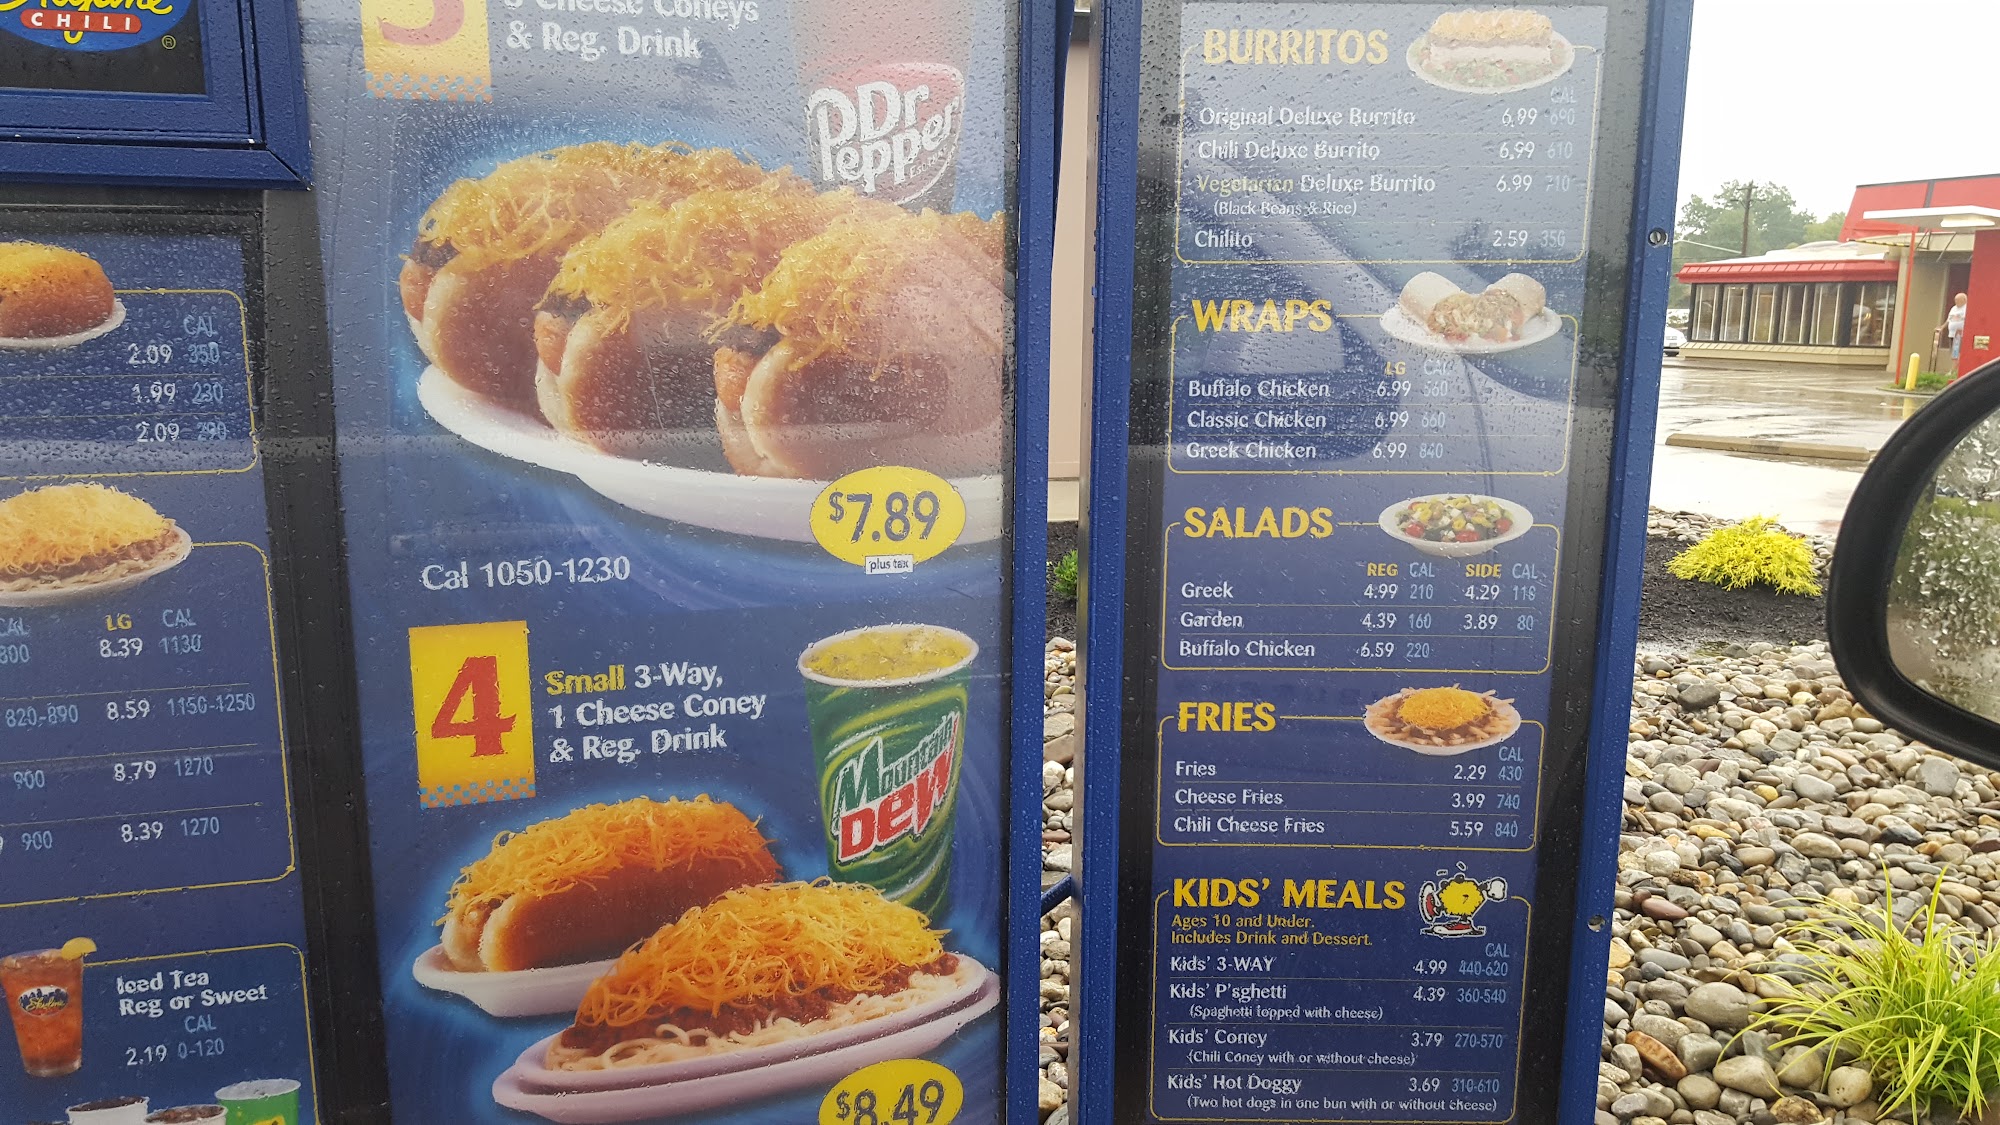 CHILI
®
CAL
2.09 350
1.99 230
2.09 290
CAL LG CAL
800 8.39 1130
820-890 8.59 1150-1250
900 8.79 1270
900 8.39 1270
Iced Tea
Reg or Sweet
CAL
2.19 0-120
3 Cheese Coneys
& Reg. Drink
Dr
Pepper
$7.89
plus tax
Cal 1050-1230
4
Small 3-Way,
1 Cheese Coney
& Reg. Drink
Mountain
Dew
$8.49
BURRITOS
CAL
Original Deluxe Burrito 6.99 690
Chili Deluxe Burrito 6.99 610
Vegetarian Deluxe Burrito 6.99 710
(Black Beans & Rice)
Chilito 2.59 350
WRAPS
LG CAL
Buffalo Chicken 6.99 560
Classic Chicken 6.99 660
Greek Chicken 6.99 840
SALADS
REG CAL SIDE CAL
Greek 4.99 210 4.29 118
Garden 4.39 160 3.89 80
Buffalo Chicken 6.59 220
FRIES
CAL
Fries 2.29 430
Cheese Fries 3.99 740
Chili Cheese Fries 5.59 840
KIDS' MEALS
Ages 10 and Under.
Includes Drink and Dessert.
CAL
Kids' 3-WAY 4.99 440-620
Kids' P'sghetti 4.39 360-540
(Spaghetti topped with cheese)
Kids' Coney 3.79 270-570
(Chili Coney with or without cheese)
Kids' Hot Doggy 3.69 310-610
(Two hot dogs in one bun with or without cheese)